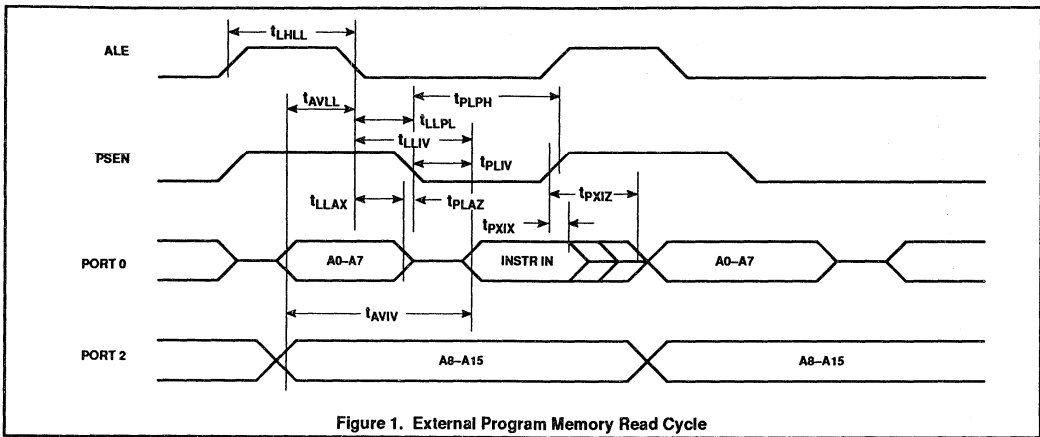 ALE
tLHLL
tAVLL
tPLPH
tLLPL
tLLIV
PSEN
tPLIV
tLLAX
tPLAZ
tPXIZ
tPXIX
PORT 0
A0–A7
INSTR IN
A0–A7
tAVIV
PORT 2
A8–A15
A8–A15
Figure 1. External Program Memory Read Cycle